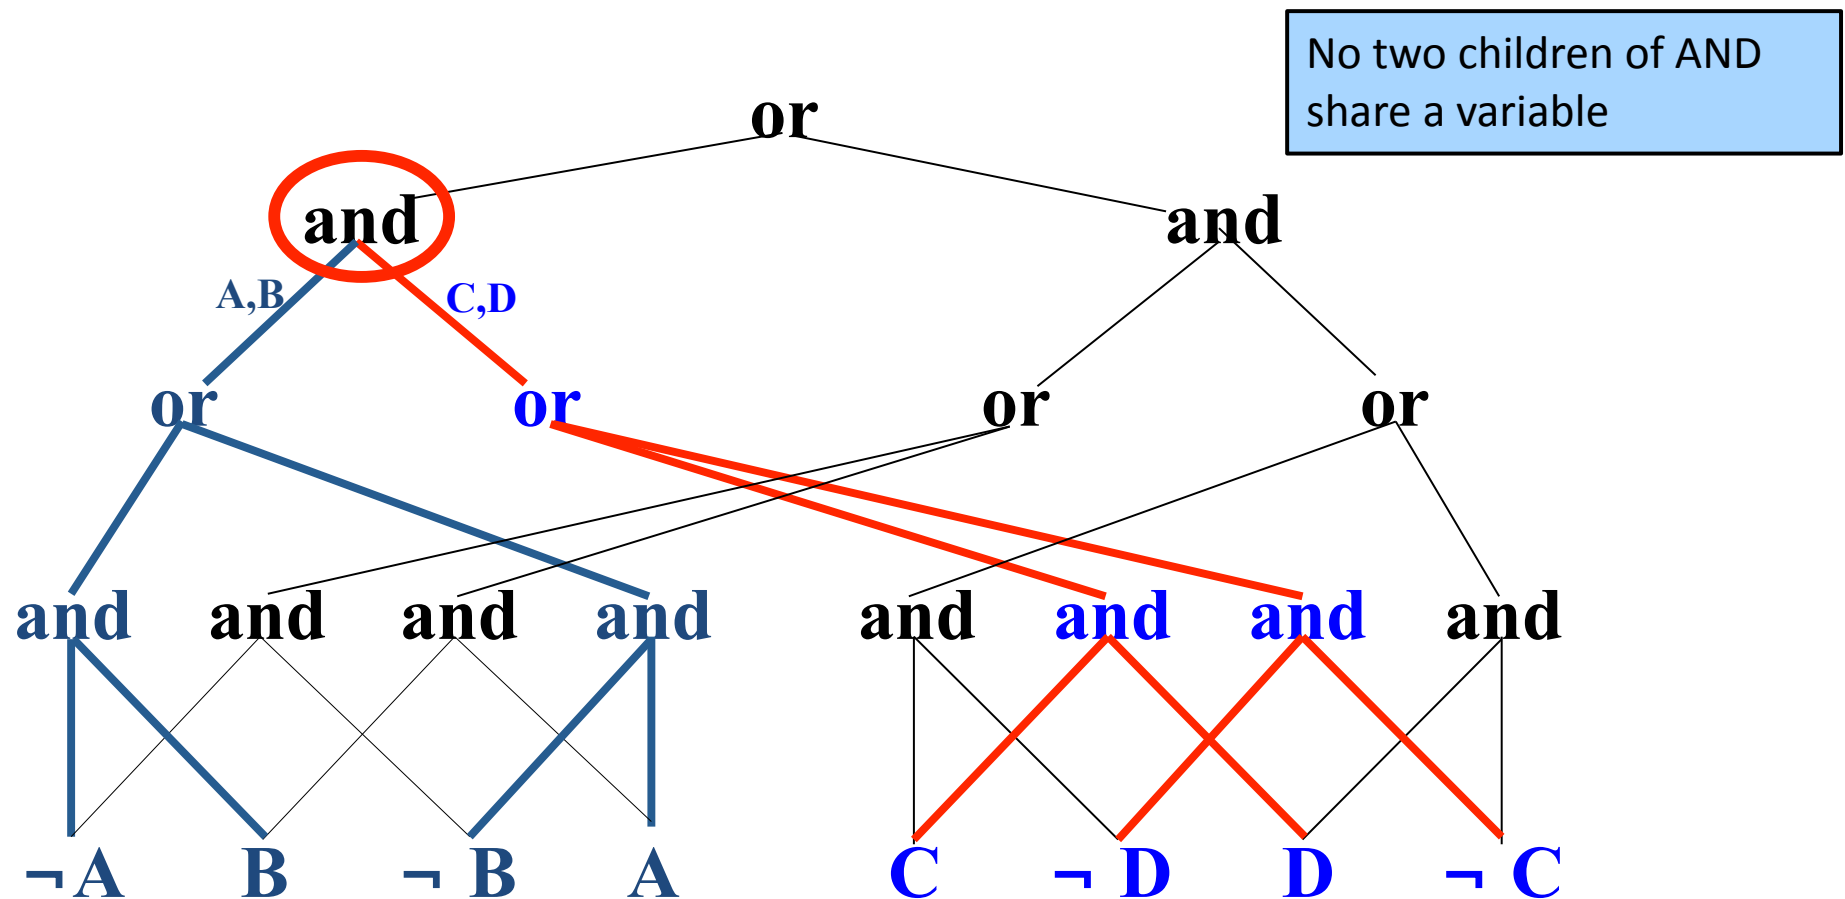 No two children of AND
share a variable
or
and and
A,B C,D
or or or or
and and and and and and and and
¬ A B ¬ B A C ¬ D D ¬ C